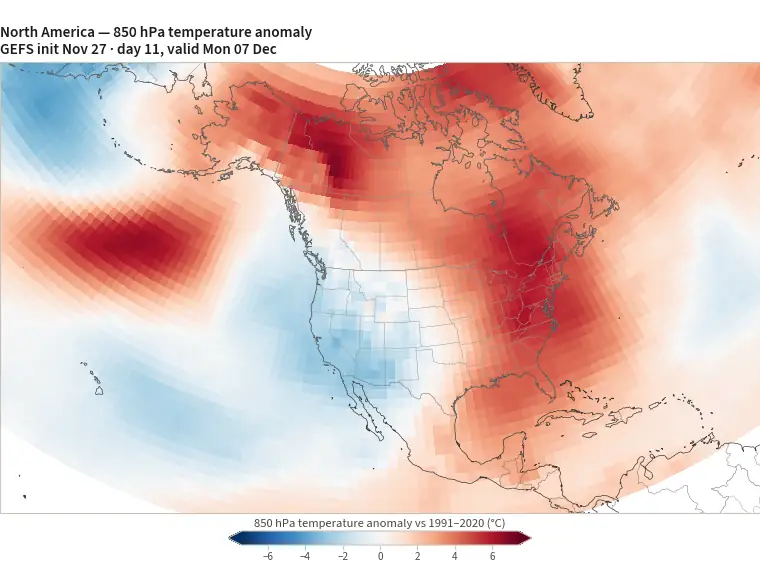 North America — 850 hPa temperature anomaly
GEFS init Nov 27 · day 11, valid Mon 07 Dec
850 hPa temperature anomaly vs 1991–2020 (°C)
−6 −4 −2 0 2 4 6